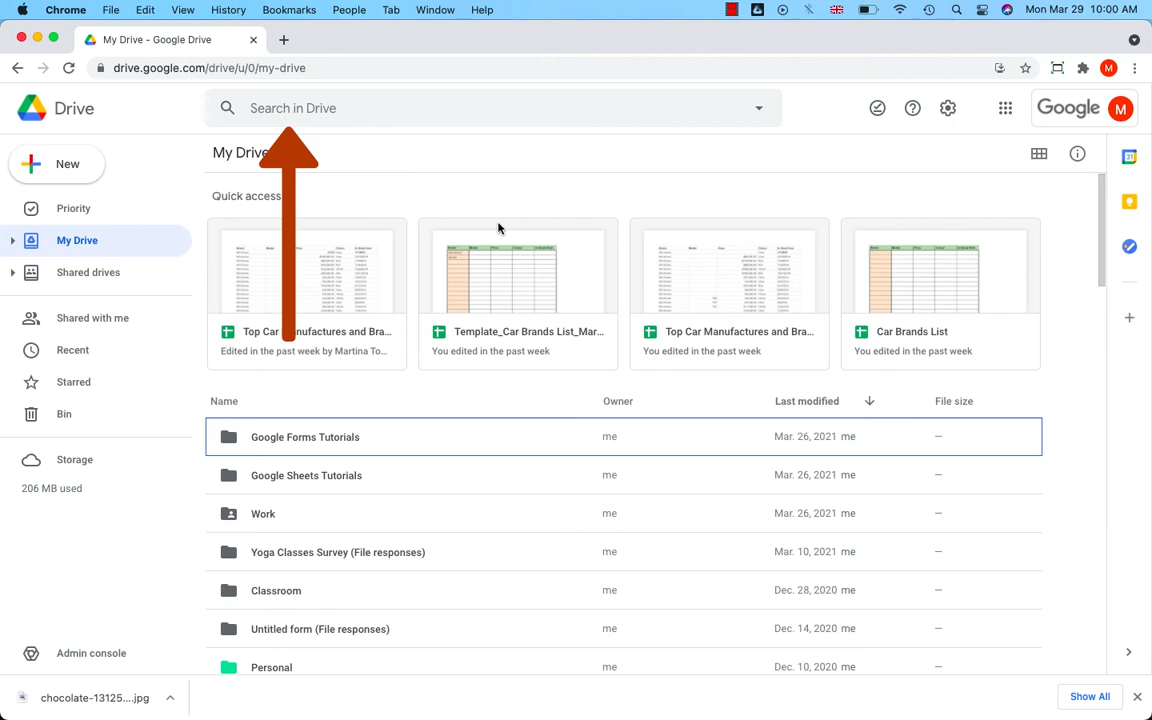 Chrome File Edit View History Bookmarks People Tab Window Help Mon Mar 29 10:00 AM
My Drive - Google Drive
drive.google.com/drive/u/0/my-drive M
Drive Search in Drive Google M
My Drive
New
Quick access
Priority
My Drive
Shared drives
Shared with me
Recent
Starred
Bin
Storage
206 MB used
Admin console
Top Car Manufactures and Bra...
Edited in the past week by Martina To...
Template_Car Brands List_Mar...
You edited in the past week
Top Car Manufactures and Bra...
You edited in the past week
Car Brands List
You edited in the past week
Name Owner Last modified File size
Google Forms Tutorials me Mar. 26, 2021 me –
Google Sheets Tutorials me Mar. 26, 2021 me –
Work me Mar. 26, 2021 me –
Yoga Classes Survey (File responses) me Mar. 10, 2021 me –
Classroom me Dec. 28, 2020 me –
Untitled form (File responses) me Dec. 14, 2020 me –
Personal me Dec. 10, 2020 me –
31
chocolate-13125....jpg Show All